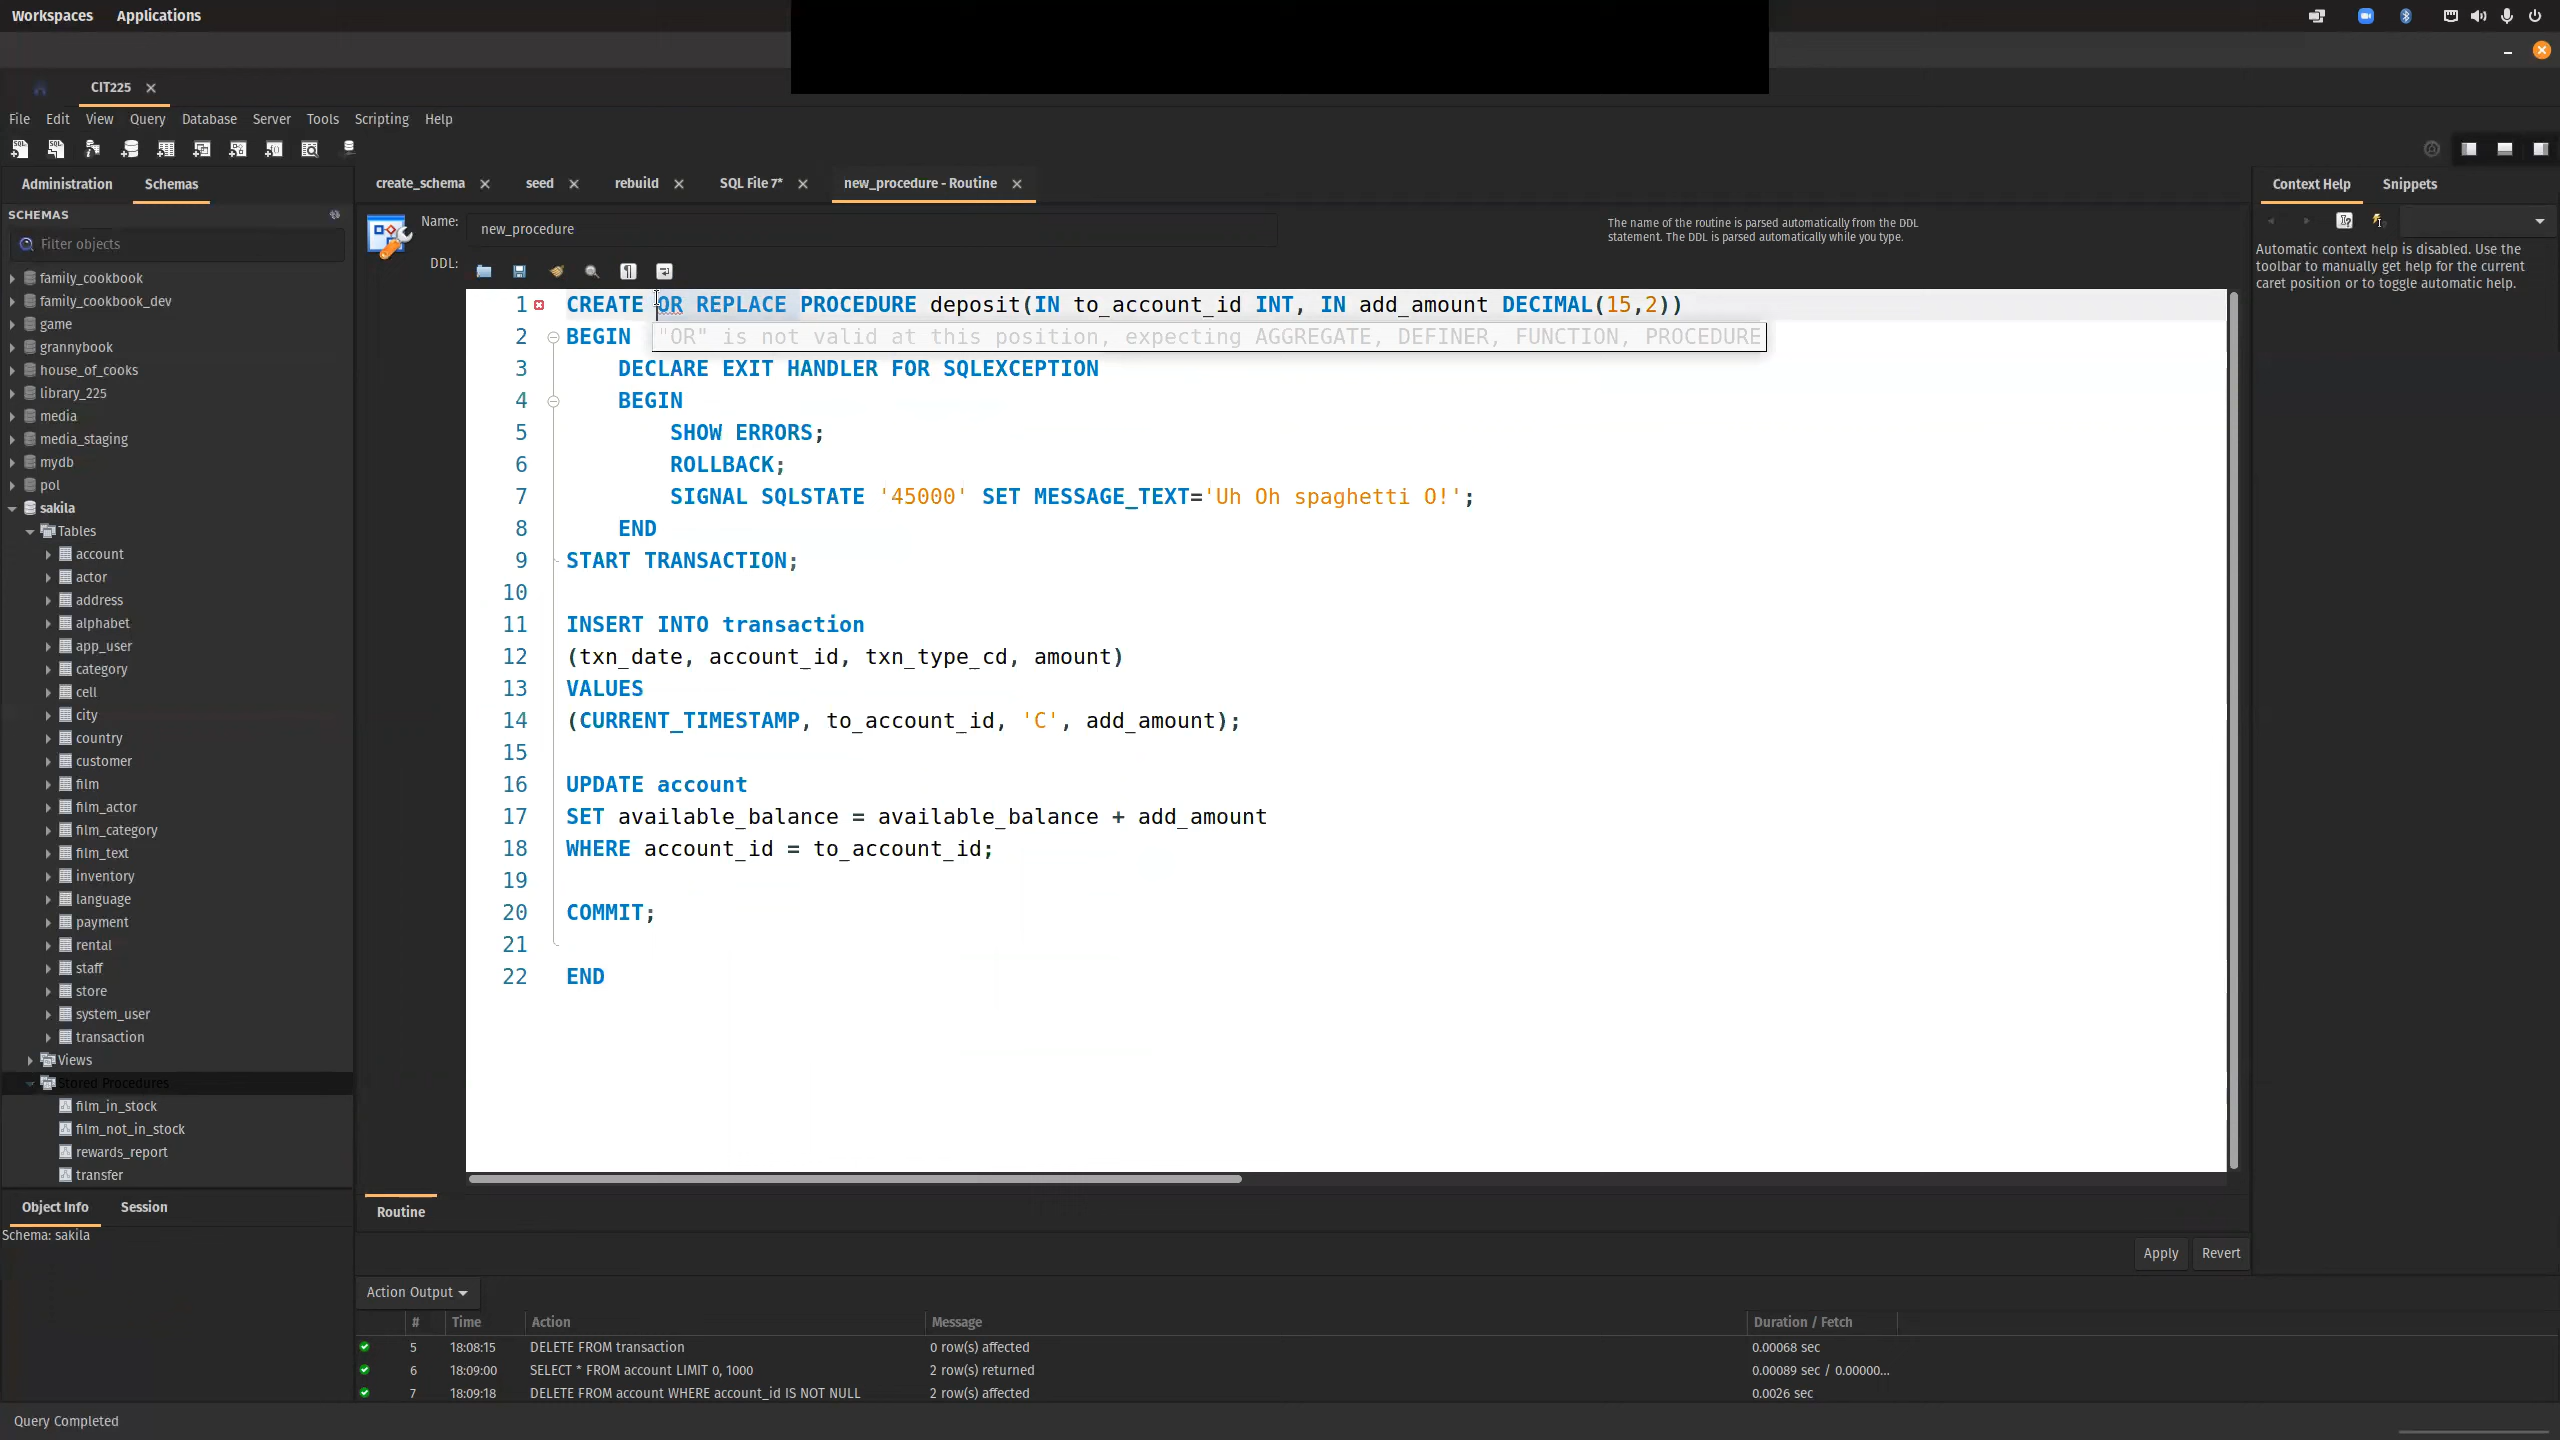 Workspaces Applications
CIT225
File Edit View Query Database Server Tools Scripting Help
Administration Schemas
create_schema seed rebuild SQL File 7* new_procedure - Routine
Context Help Snippets
SCHEMAS
Filter objects
family_cookbook
family_cookbook_dev
game
grannybook
house_of_cooks
library_225
media
media_staging
mydb
pol
sakila
Tables
account
actor
address
alphabet
app_user
category
cell
city
country
customer
film
film_actor
film_category
film_text
inventory
language
payment
rental
staff
store
system_user
transaction
Views
Stored Procedures
film_in_stock
film_not_in_stock
rewards_report
transfer
Object Info Session
Schema: sakila
Name: new_procedure
The name of the routine is parsed automatically from the DDL
statement. The DDL is parsed automatically while you type.
DDL:
1 CREATE OR REPLACE PROCEDURE deposit(IN to_account_id INT, IN add_amount DECIMAL(15,2))
2 BEGIN
"OR" is not valid at this position, expecting AGGREGATE, DEFINER, FUNCTION, PROCEDURE
3 DECLARE EXIT HANDLER FOR SQLEXCEPTION
4 BEGIN
5 SHOW ERRORS;
6 ROLLBACK;
7 SIGNAL SQLSTATE '45000' SET MESSAGE_TEXT='Uh Oh spaghetti O!';
8 END
9 START TRANSACTION;
10
11 INSERT INTO transaction
12 (txn_date, account_id, txn_type_cd, amount)
13 VALUES
14 (CURRENT_TIMESTAMP, to_account_id, 'C', add_amount);
15
16 UPDATE account
17 SET available_balance = available_balance + add_amount
18 WHERE account_id = to_account_id;
19
20 COMMIT;
21
22 END
Routine
Apply Revert
Automatic context help is disabled. Use the
toolbar to manually get help for the current
caret position or to toggle automatic help.
Action Output
# Time Action Message Duration / Fetch
5 18:08:15 DELETE FROM transaction 0 row(s) affected 0.00068 sec
6 18:09:00 SELECT * FROM account LIMIT 0, 1000 2 row(s) returned 0.00089 sec / 0.00000...
7 18:09:18 DELETE FROM account WHERE account_id IS NOT NULL 2 row(s) affected 0.0026 sec
Query Completed